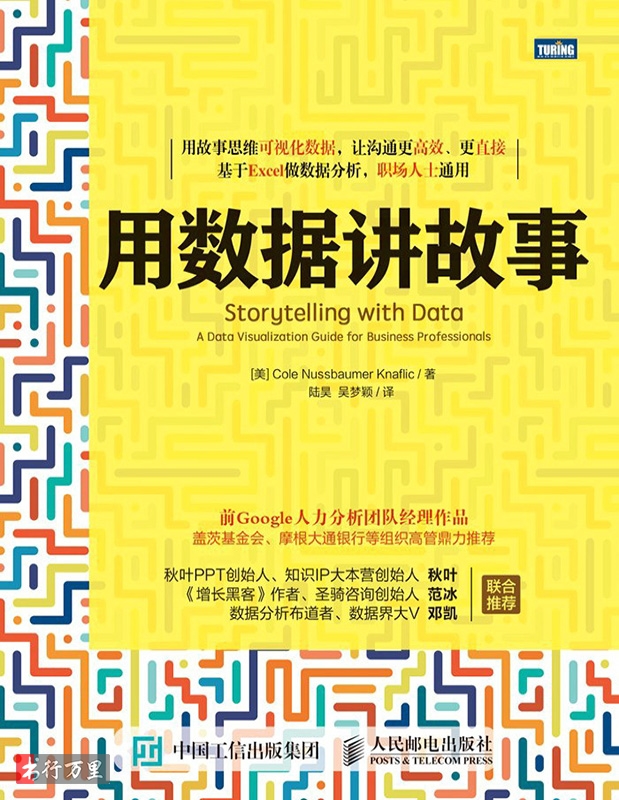 TURING
用故事思维可视化数据，让沟通更高效、更直接
基于Excel做数据分析，职场人士通用
用数据讲故事
Storytelling with Data
A Data Visualization Guide for Business Professionals
[美] Cole Nussbaumer Knaflic / 著
陆昊 吴梦颖 / 译
前Google人力分析团队经理作品
盖茨基金会、摩根大通银行等组织高管鼎力推荐
秋叶PPT创始人、知识IP大本营创始人 秋叶
《增长黑客》作者、圣骑咨询创始人 范冰
数据分析布道者、数据界大V 邓凯
联合
推荐
中国工信出版集团
人民邮电出版社
POSTS & TELECOM PRESS
书行万里